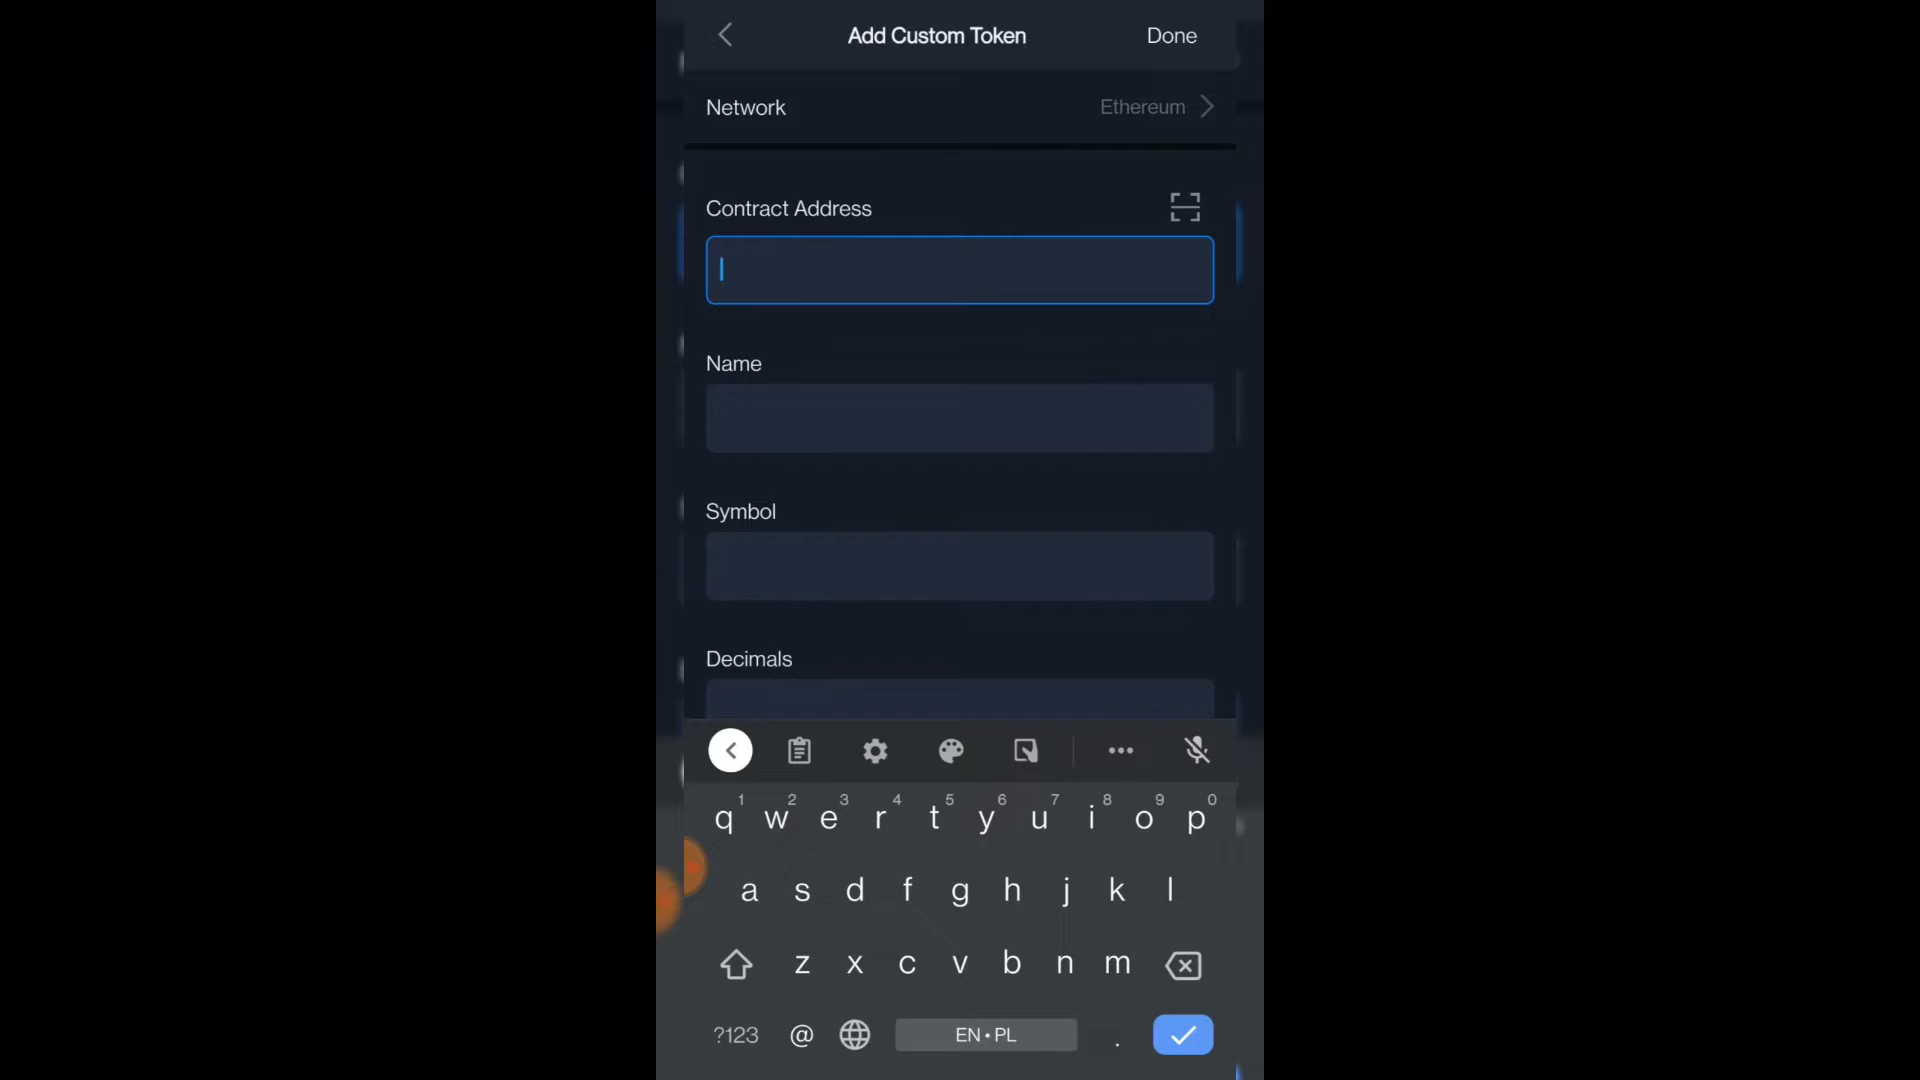 Add Custom Token Done
Network Ethereum
Contract Address
Name
Symbol
Decimals
1 2 3 4 5 6 7 8 9 0
q w e r t y u i o p
a s d f g h j k l
z x c v b n m
?123 @ EN • PL .